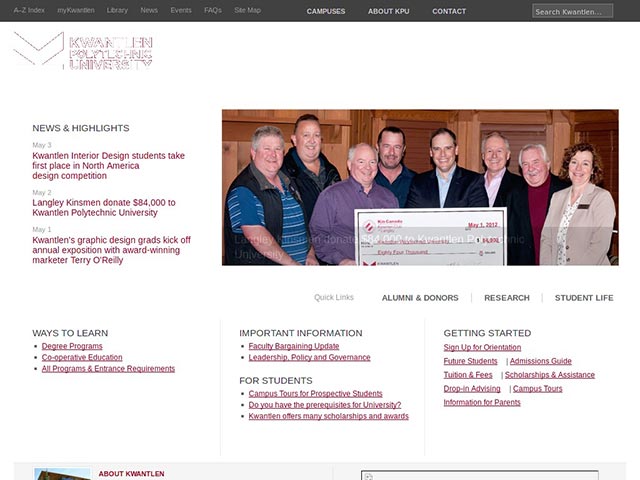 A–Z Index myKwantlen Library News Events FAQs Site Map CAMPUSES ABOUT KPU CONTACT Search Kwantlen...
KWANTLEN
POLYTECHNIC
UNIVERSITY
NEWS & HIGHLIGHTS
May 3
Kwantlen Interior Design students take
first place in North America
design competition
May 2
Langley Kinsmen donate $84,000 to
Kwantlen Polytechnic University
May 1
Kwantlen's graphic design grads kick off
annual exposition with award-winning
marketer Terry O'Reilly
Kin Canada
May 1, 2012
Langley Kinsmen donate $84,000 to Kwantlen Polytechnic
University
Eighty Four Thousand
KWANTLEN
Quick Links ALUMNI & DONORS RESEARCH STUDENT LIFE
WAYS TO LEARN
Degree Programs
Co-operative Education
All Programs & Entrance Requirements
IMPORTANT INFORMATION
Faculty Bargaining Update
Leadership, Policy and Governance
FOR STUDENTS
Campus Tours for Prospective Students
Do you have the prerequisites for University?
Kwantlen offers many scholarships and awards
GETTING STARTED
Sign Up for Orientation
Future Students | Admissions Guide
Tuition & Fees | Scholarships & Assistance
Drop-in Advising | Campus Tours
Information for Parents
ABOUT KWANTLEN